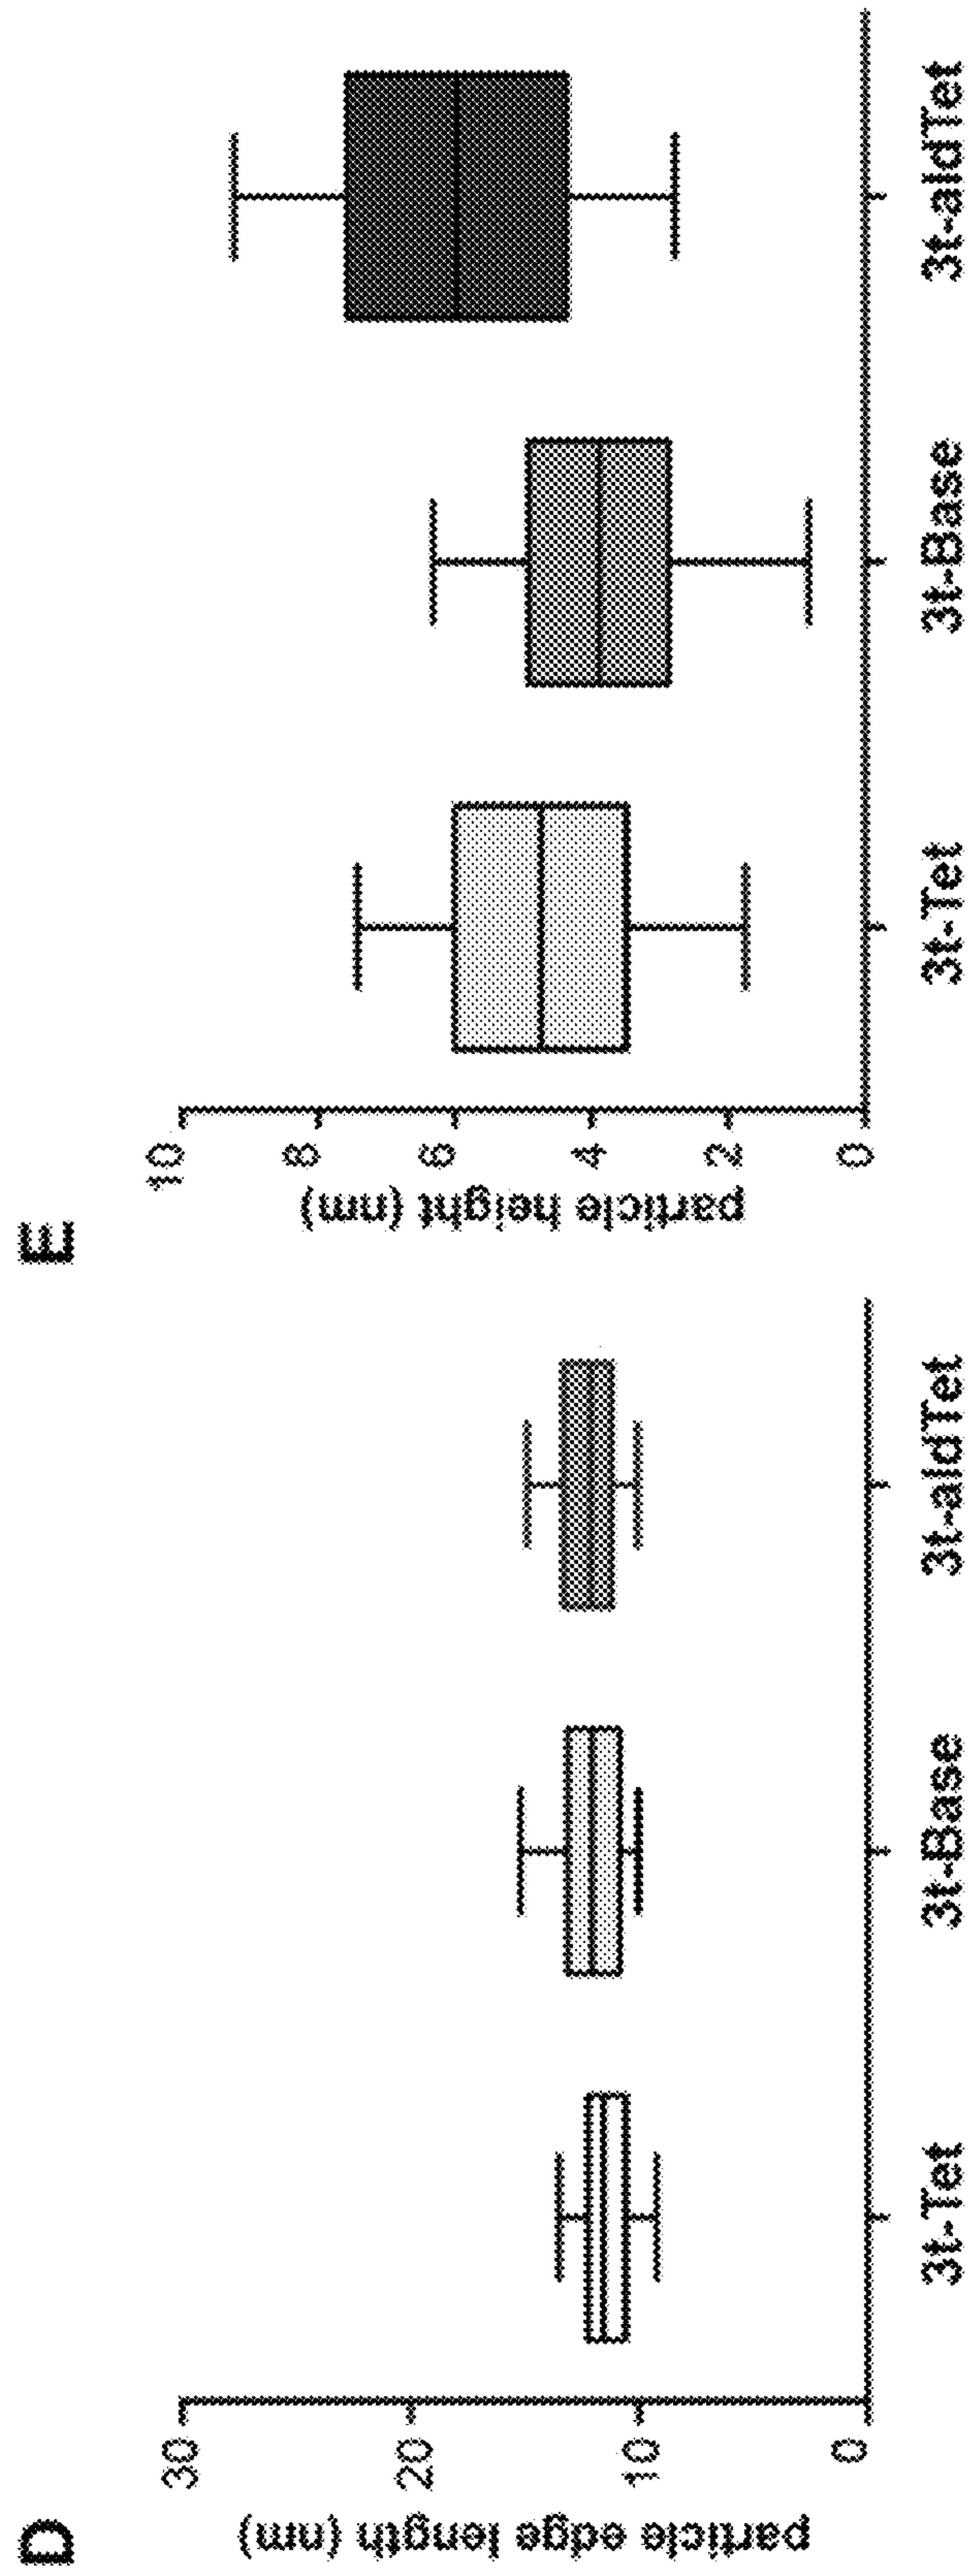 D
particle edge length (nm)
30
20
10
0
3t-Tet
3t-Base
3t-aldTet
E
particle height (nm)
10
8
6
4
2
0
3t-Tet
3t-Base
3t-aldTet